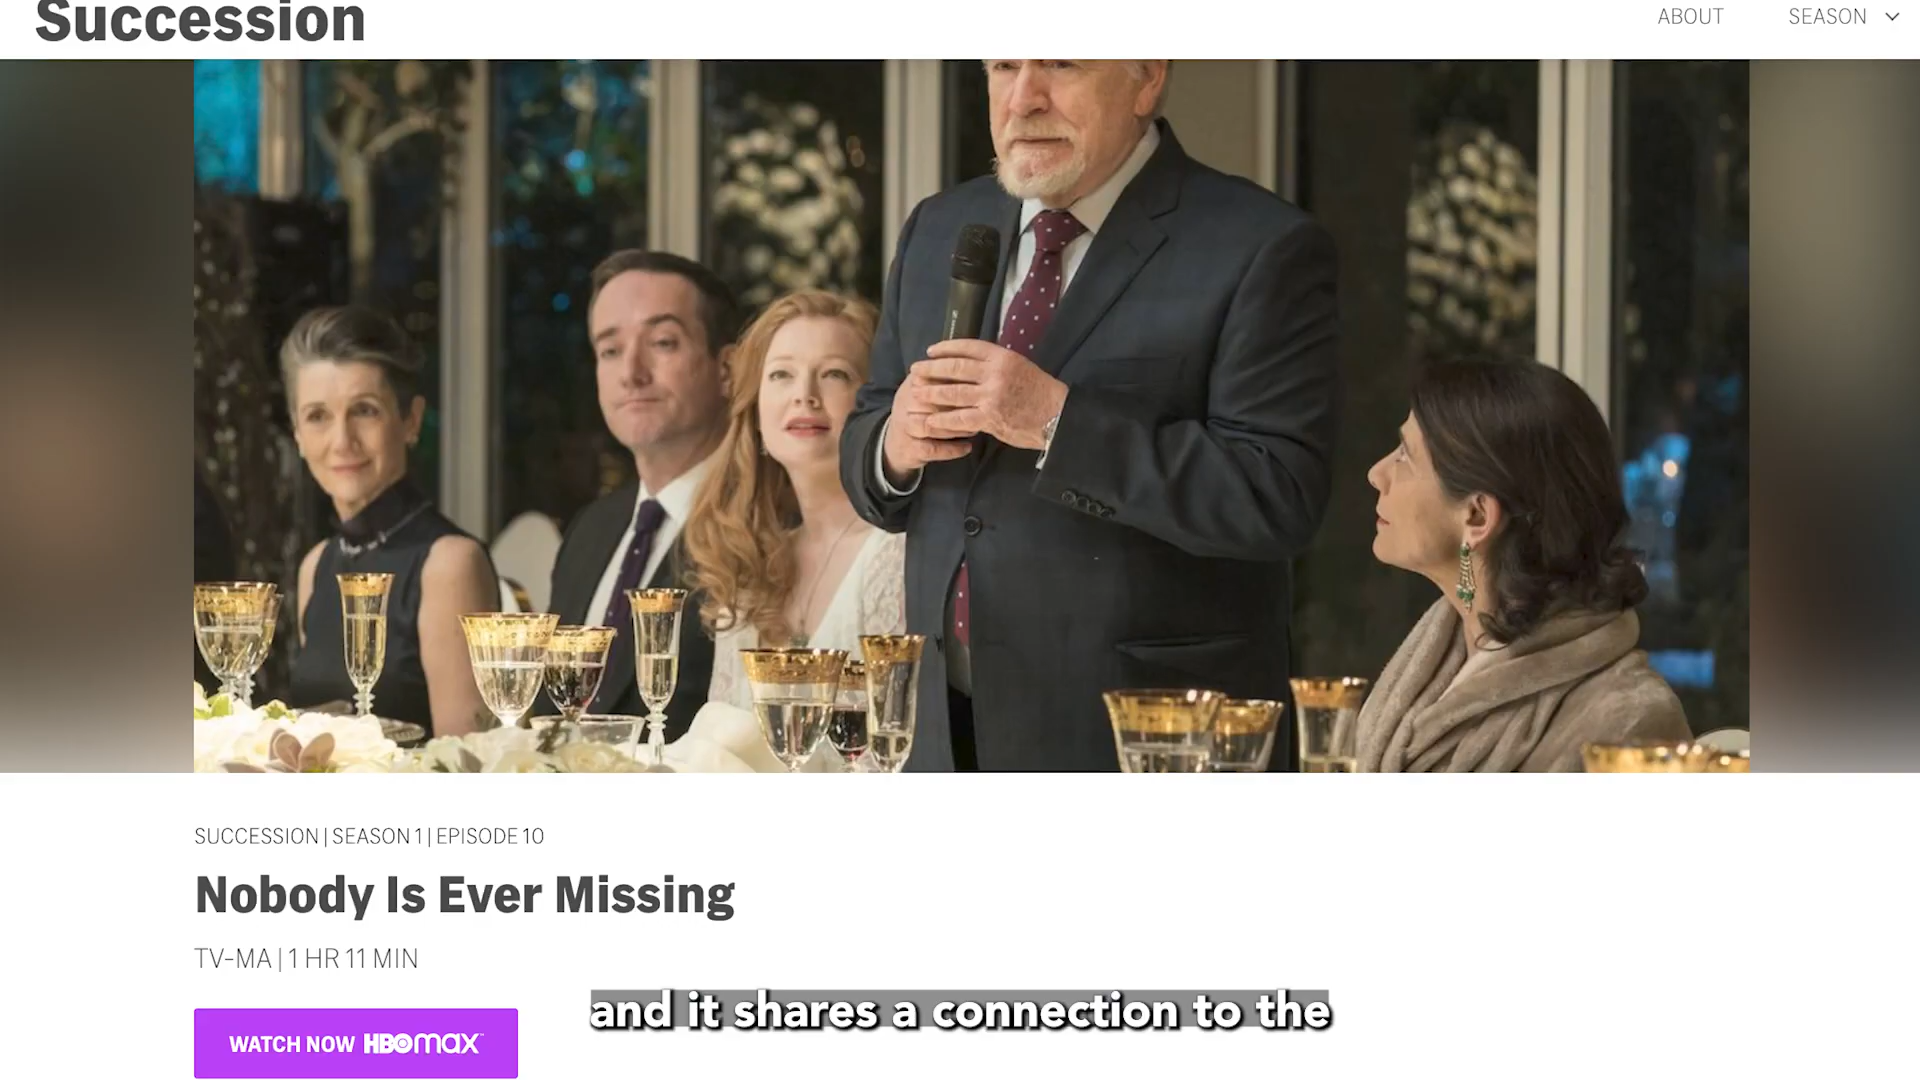 Succession
ABOUT
SEASON
SUCCESSION | SEASON 1 | EPISODE 10
Nobody Is Ever Missing
TV-MA | 1 HR 11 MIN
WATCH NOW HBOMAX
and it shares a connection to the